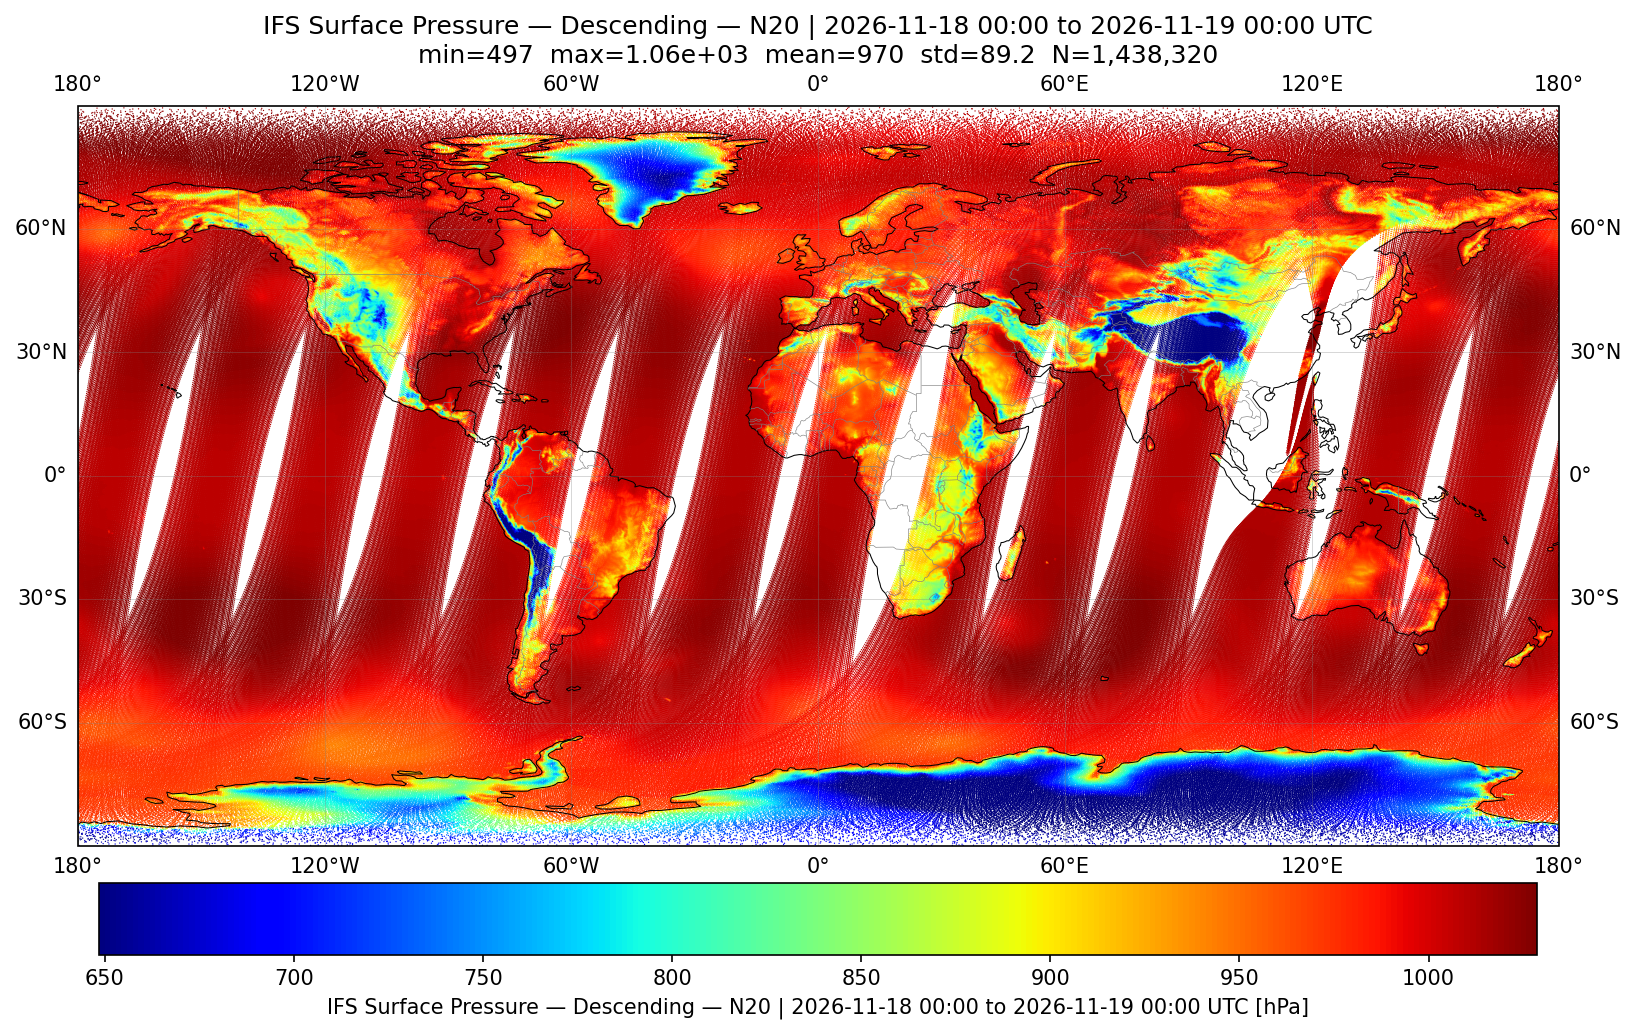 IFS Surface Pressure — Descending — N20 | 2026-11-18 00:00 to 2026-11-19 00:00 UTC
min=497  max=1.06e+03  mean=970  std=89.2  N=1,438,320
180° 120°W 60°W 0° 60°E 120°E 180°
60°N 60°N
30°N 30°N
0° 0°
30°S 30°S
60°S 60°S
180° 120°W 60°W 0° 60°E 120°E 180°
650 700 750 800 850 900 950 1000
IFS Surface Pressure — Descending — N20 | 2026-11-18 00:00 to 2026-11-19 00:00 UTC [hPa]